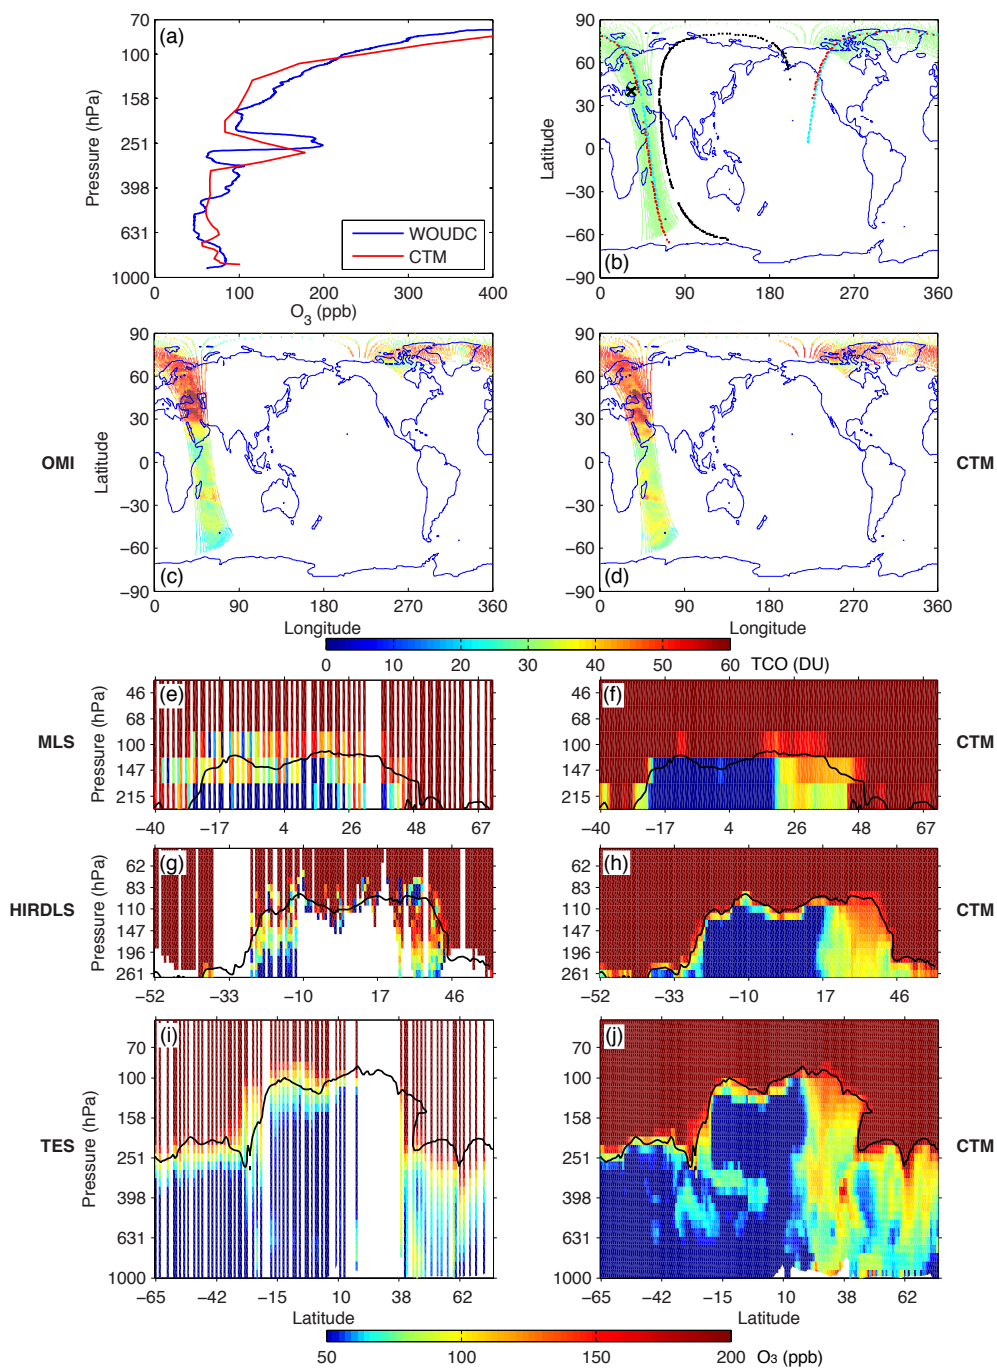 (a)
70
100
158
251
398
631
1000
Pressure (hPa)
WOUDC
CTM
0 100 200 300 400
O3 (ppb)
90
60
30
0
−30
−60
−90
Latitude
(b)
0 90 180 270 360
90
60
30
0
−30
−60
−90
OMI
Latitude
(c)
0 90 180 270 360
Longitude
90
60
30
0
−30
−60
−90
(d)
CTM
0 90 180 270 360
Longitude
0 10 20 30 40 50 60
TCO (DU)
MLS
Pressure (hPa)
46
68
100
147
215
(e)
−40 −17 4 26 48 67
46
68
100
147
215
(f)
CTM
−40 −17 4 26 48 67
HIRDLS
Pressure (hPa)
62
83
110
147
196
261
(g)
−52 −33 −10 17 46
62
83
110
147
196
261
(h)
CTM
−52 −33 −10 17 46
TES
Pressure (hPa)
70
100
158
251
398
631
1000
(i)
−65 −42 −15 10 38 62
Latitude
70
100
158
251
398
631
1000
(j)
CTM
−65 −42 −15 10 38 62
Latitude
50 100 150 200
O3 (ppb)